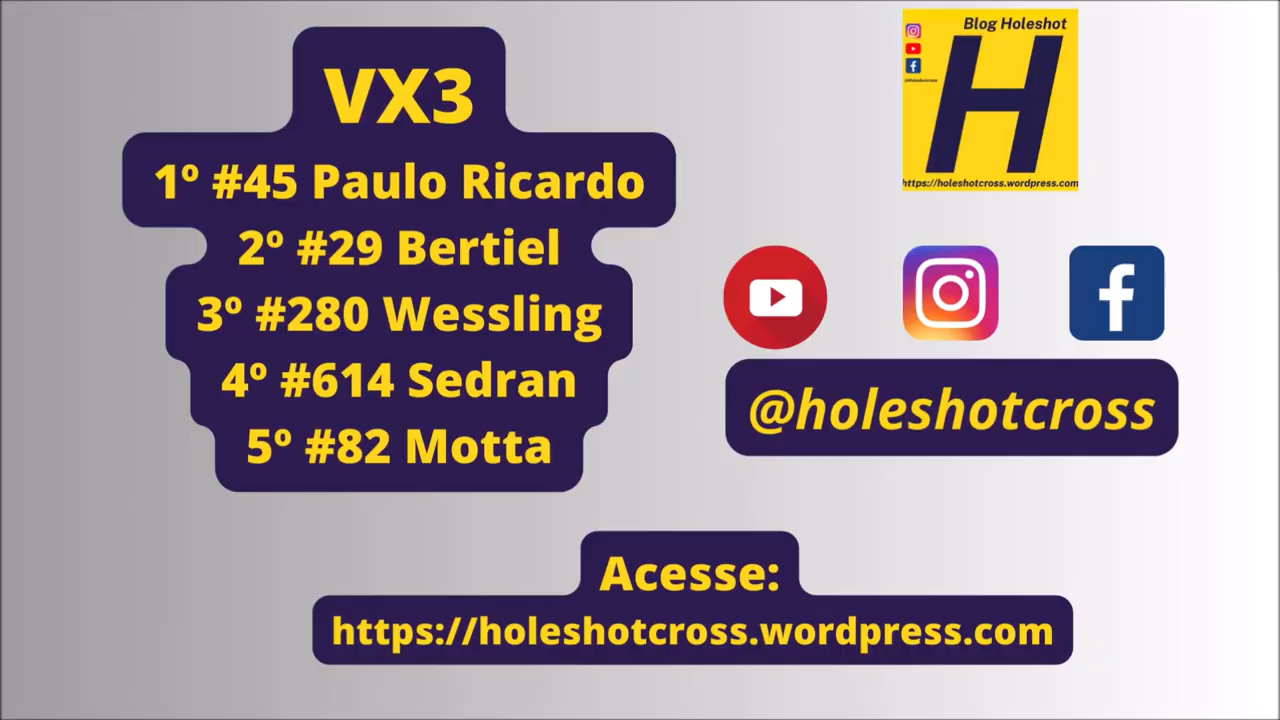 VX3
1º #45 Paulo Ricardo
2º #29 Bertiel
3º #280 Wessling
4º #614 Sedran
5º #82 Motta
Blog Holeshot
H
https://holeshotcross.wordpress.com
@holeshotcross
Acesse:
https://holeshotcross.wordpress.com